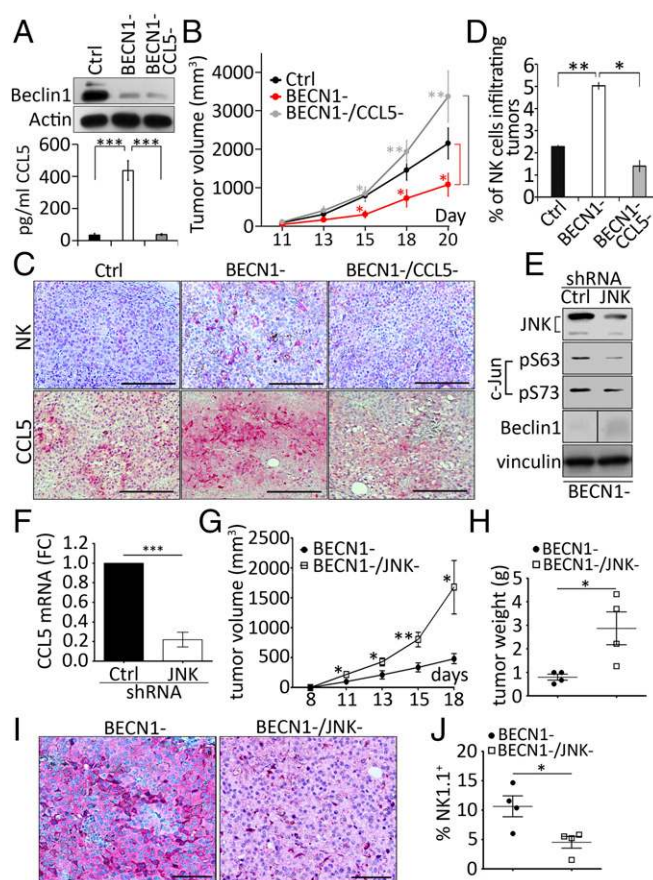 A
Ctrl
BECN1-
BECN1-
CCL5-
Beclin1
Actin
*** ***
pg/ml CCL5
600
400
200
0
B
Tumor volume (mm³)
4000
3000
2000
1000
0
Ctrl
BECN1-
BECN1-/CCL5-
**
**
*
*
*
*
Day
11 13 15 18 20
D
% of NK cells infiltrating
tumors
6
5
4
3
2
1
0
** *
Ctrl
BECN1-
BECN1-
CCL5-
C
Ctrl BECN1- BECN1-/CCL5-
NK
CCL5
E
shRNA
Ctrl JNK
JNK
c-Jun
pS63
pS73
Beclin1
vinculin
BECN1-
F
CCL5 mRNA (FC)
1.2
1.0
0.8
0.6
0.4
0.2
0.0
***
Ctrl JNK
shRNA
G
tumor volume (mm³)
2500
2000
1500
1000
500
0
BECN1-
BECN1-/JNK-
*
**
*
*
days
8 11 13 15 18
H
BECN1-
BECN1-/JNK-
tumor weight (g)
5
4
3
2
1
0
*
I
BECN1- BECN1-/JNK-
J
BECN1-
BECN1-/JNK-
% NK1.1⁺
20
15
10
5
0
*